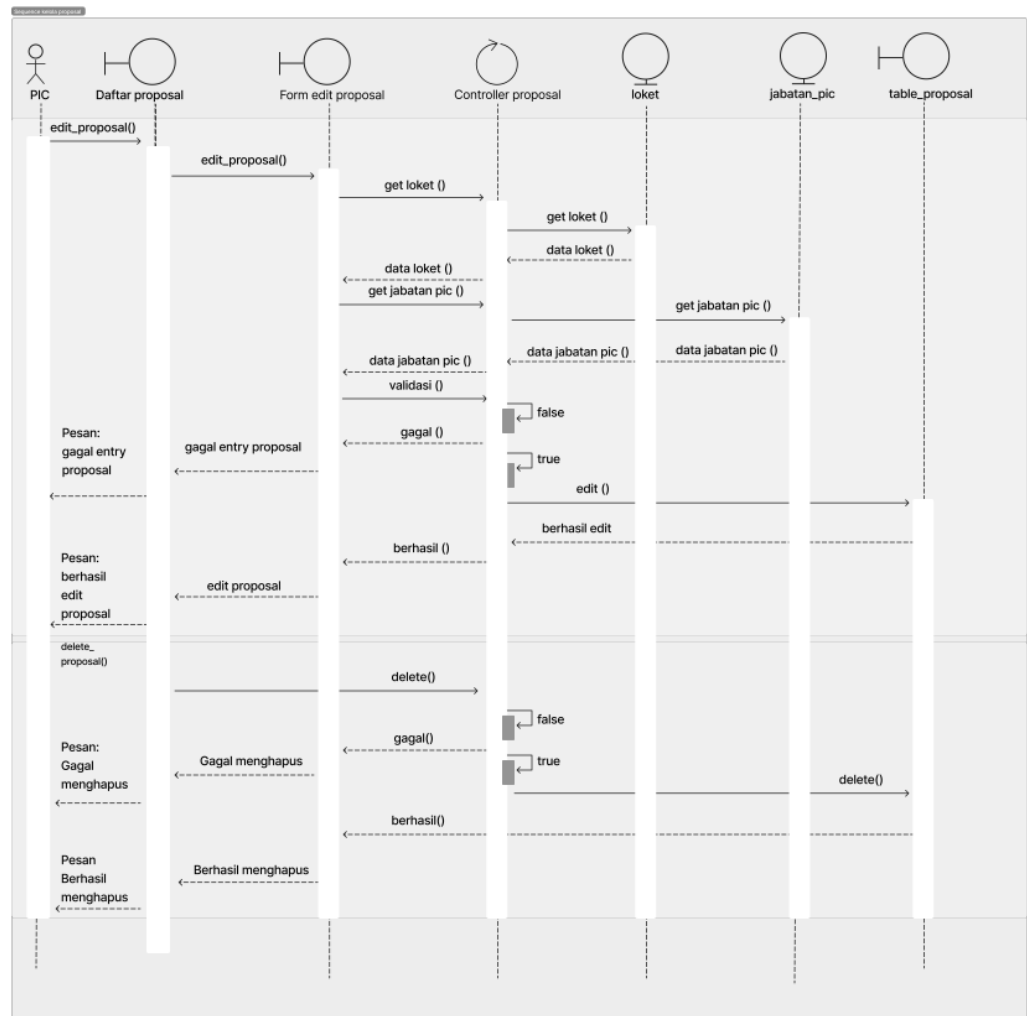 Sequence kelola proposal
PIC
Daftar proposal
Form edit proposal
Controller proposal
loket
jabatan_pic
table_proposal
edit_proposal()
edit_proposal()
get loket ()
get loket ()
data loket ()
data loket ()
get jabatan pic ()
get jabatan pic ()
data jabatan pic ()
data jabatan pic ()
data jabatan pic ()
validasi ()
false
gagal ()
Pesan:
gagal entry
proposal
gagal entry proposal
true
edit ()
berhasil edit
berhasil ()
Pesan:
berhasil
edit
proposal
edit proposal
delete_
proposal()
delete()
false
gagal()
Pesan:
Gagal
menghapus
Gagal menghapus
true
delete()
berhasil()
Pesan
Berhasil
menghapus
Berhasil menghapus